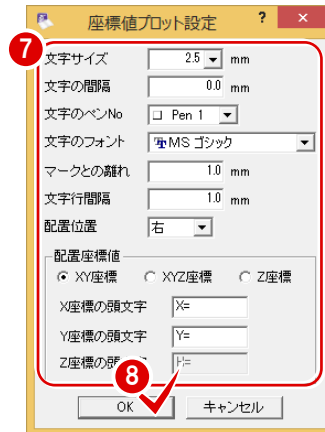 座標値プロット設定 ? ×
7
文字サイズ 2.5 mm
文字の間隔 0.0 mm
文字のペンNo Pen 1
文字のフォント MS ゴシック
マークとの離れ 1.0 mm
文字行間隔 1.0 mm
配置位置 右
配置座標値
XY座標 XYZ座標 Z座標
X座標の頭文字 X=
Y座標の頭文字 Y=
Z座標の頭文字 H=
8
OK キャンセル